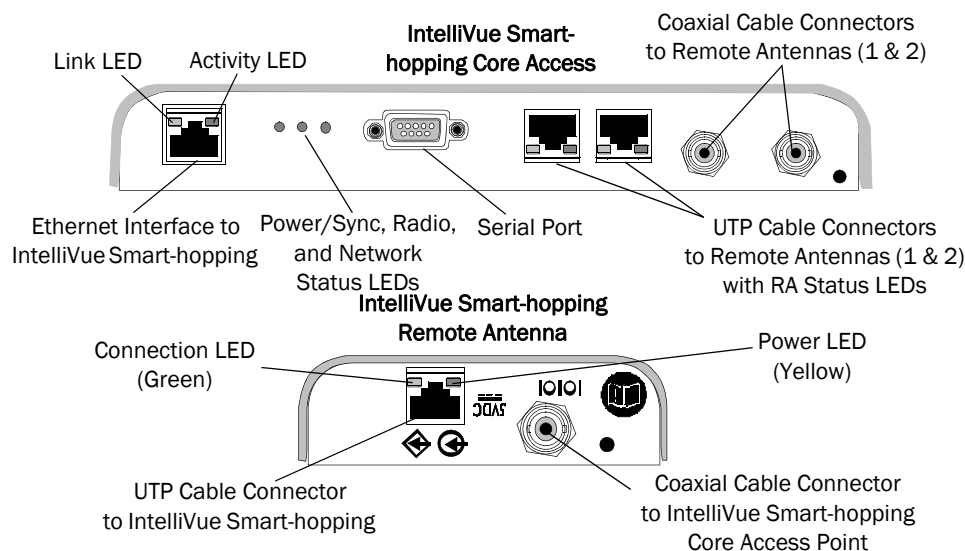 Coaxial Cable Connectors
to Remote Antennas (1 & 2)
IntelliVue Smart-
hopping Core Access
Link LED
Activity LED
Ethernet Interface to
IntelliVue Smart-hopping
Power/Sync, Radio,
and Network
Status LEDs
Serial Port
UTP Cable Connectors
to Remote Antennas (1 & 2)
with RA Status LEDs
IntelliVue Smart-hopping
Remote Antenna
Connection LED
(Green)
Power LED
(Yellow)
5VDC
UTP Cable Connector
to IntelliVue Smart-hopping
Coaxial Cable Connector
to IntelliVue Smart-hopping
Core Access Point